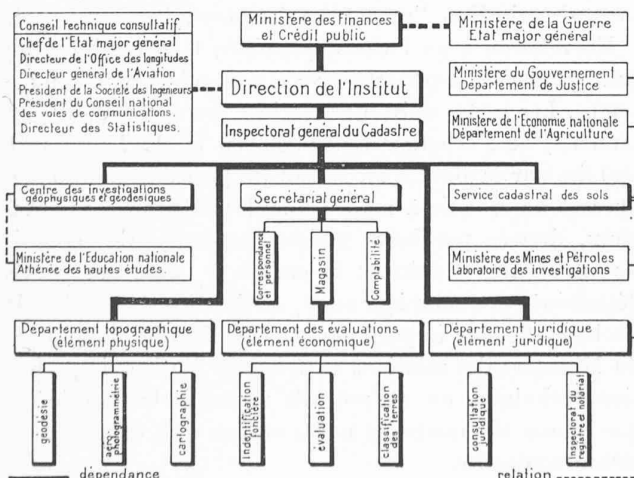 Conseil technique consultatif
Chef de l'Etat major général
Directeur de l'Office des longitudes
Directeur général de l'Aviation
Président de la Société des Ingénieurs
Président du Conseil national
des voies de communications.
Directeur des Statistiques.
Ministère des Finances
et Crédit public
Ministère de la Guerre
Etat major général
Direction de l'Institut
Ministère du Gouvernement
Département de Justice
Inspectorat général du Cadastre
Ministère de l'Economie nationale
Département de l'Agriculture
Centre des investigations
géophysiques et géodésiques
Secrétariat général
Service cadastral des sols
Ministère de l'Education nationale
Athénée des hautes études.
Correspondance
et personnel
Magasin
Comptabilité
Ministère des Mines et Pétroles
Laboratoire des investigations
Département topographique
(élément physique)
Département des évaluations
(élément économique)
Département juridique
(élément juridique)
géodésie
aéro-
photogrammétrie
cartographie
Indentification
foncière
évaluation
classification
des terres
consultation
juridique
Inspectorat du
registre et notariat
dépendance
relation